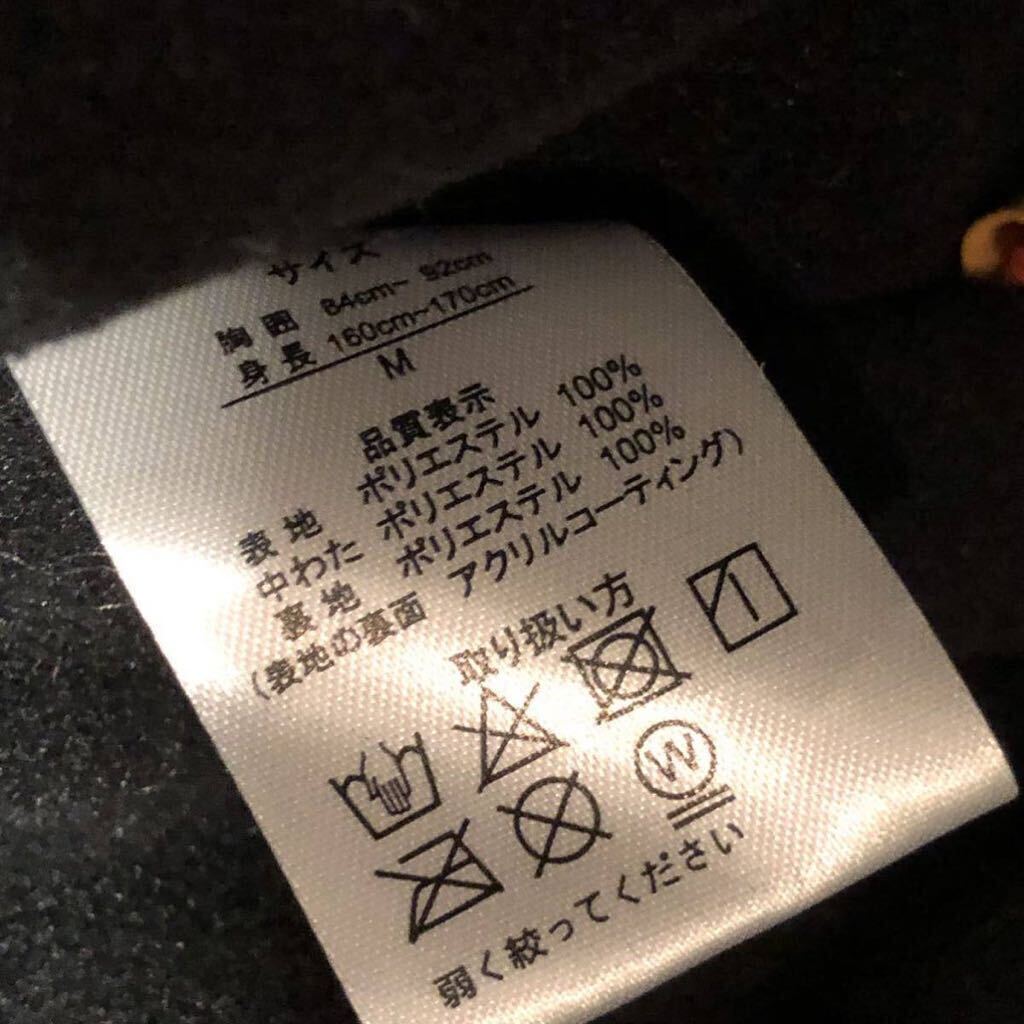 サイズ
胸囲 84cm- 92cm
身長 160cm~170cm
M
品質表示
表地 ポリエステル 100%
中わた ポリエステル 100%
裏地 ポリエステル 100%
(表地の裏面 アクリルコーティング)
取り扱い方
W
弱く絞ってください